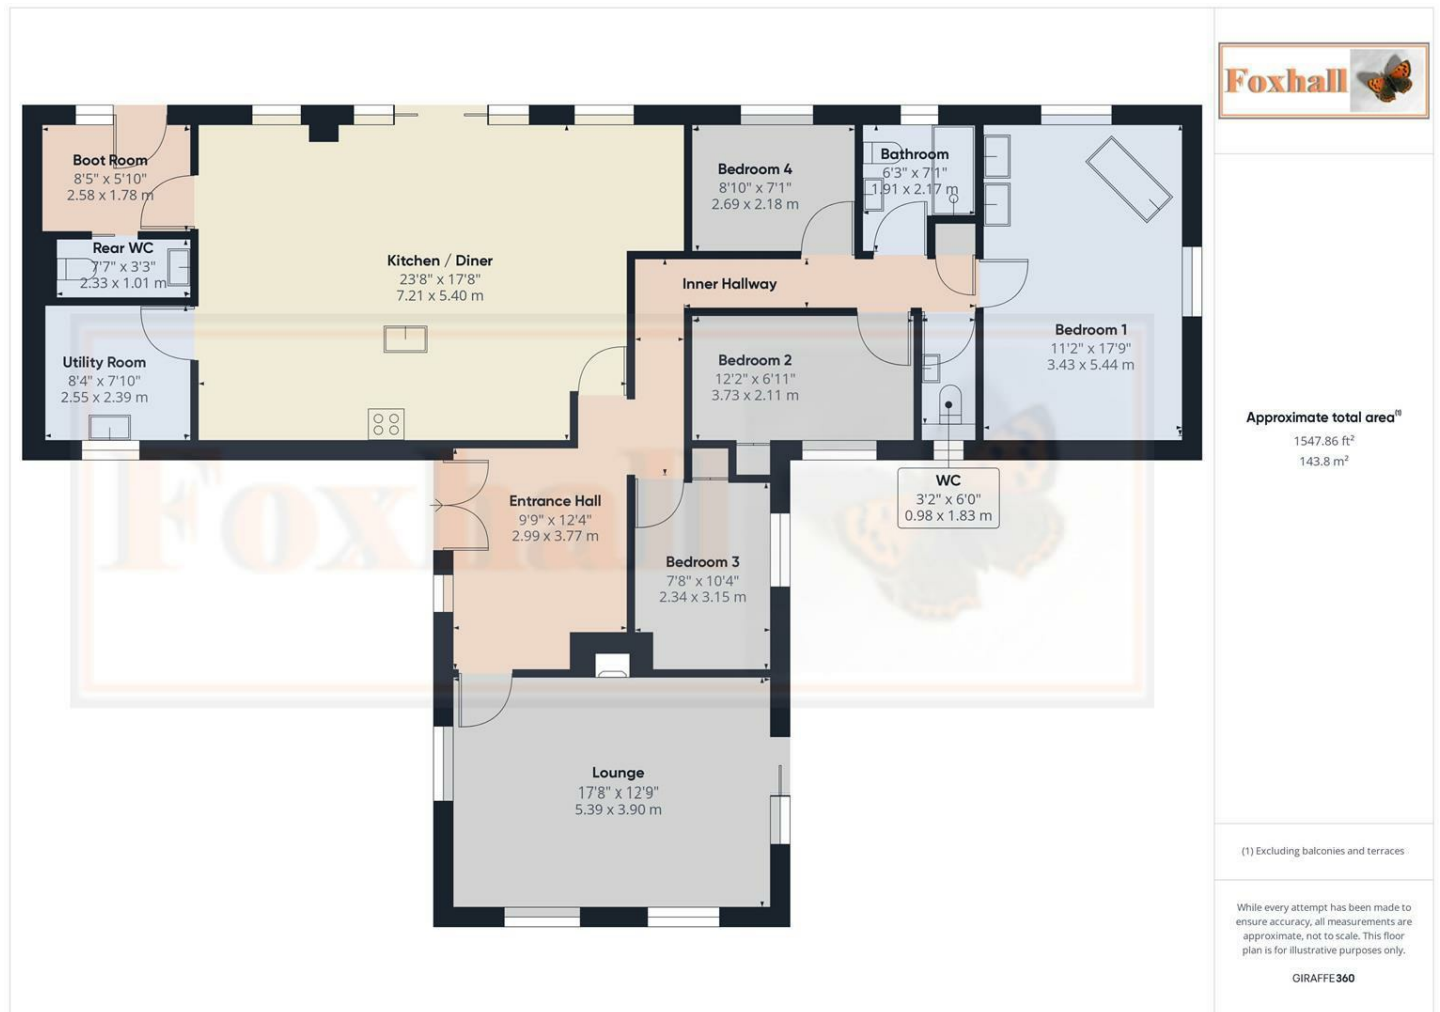 Foxhall
Boot Room
8'5" x 5'10"
2.58 x 1.78 m
Rear WC
7'7" x 3'3"
2.33 x 1.01 m
Utility Room
8'4" x 7'10"
2.55 x 2.39 m
Kitchen / Diner
23'8" x 17'8"
7.21 x 5.40 m
Bedroom 4
8'10" x 7'1"
2.69 x 2.18 m
Bathroom
6'3" x 7'1"
1.91 x 2.17 m
Inner Hallway
Bedroom 1
11'2" x 17'9"
3.43 x 5.44 m
Bedroom 2
12'2" x 6'11"
3.73 x 2.11 m
WC
3'2" x 6'0"
0.98 x 1.83 m
Entrance Hall
9'9" x 12'4"
2.99 x 3.77 m
Bedroom 3
7'8" x 10'4"
2.34 x 3.15 m
Lounge
17'8" x 12'9"
5.39 x 3.90 m
Foxhall
Approximate total area(1)
1547.86 ft²
143.8 m²
(1) Excluding balconies and terraces
While every attempt has been made to
ensure accuracy, all measurements are
approximate, not to scale. This floor
plan is for illustrative purposes only.
GIRAFFE360